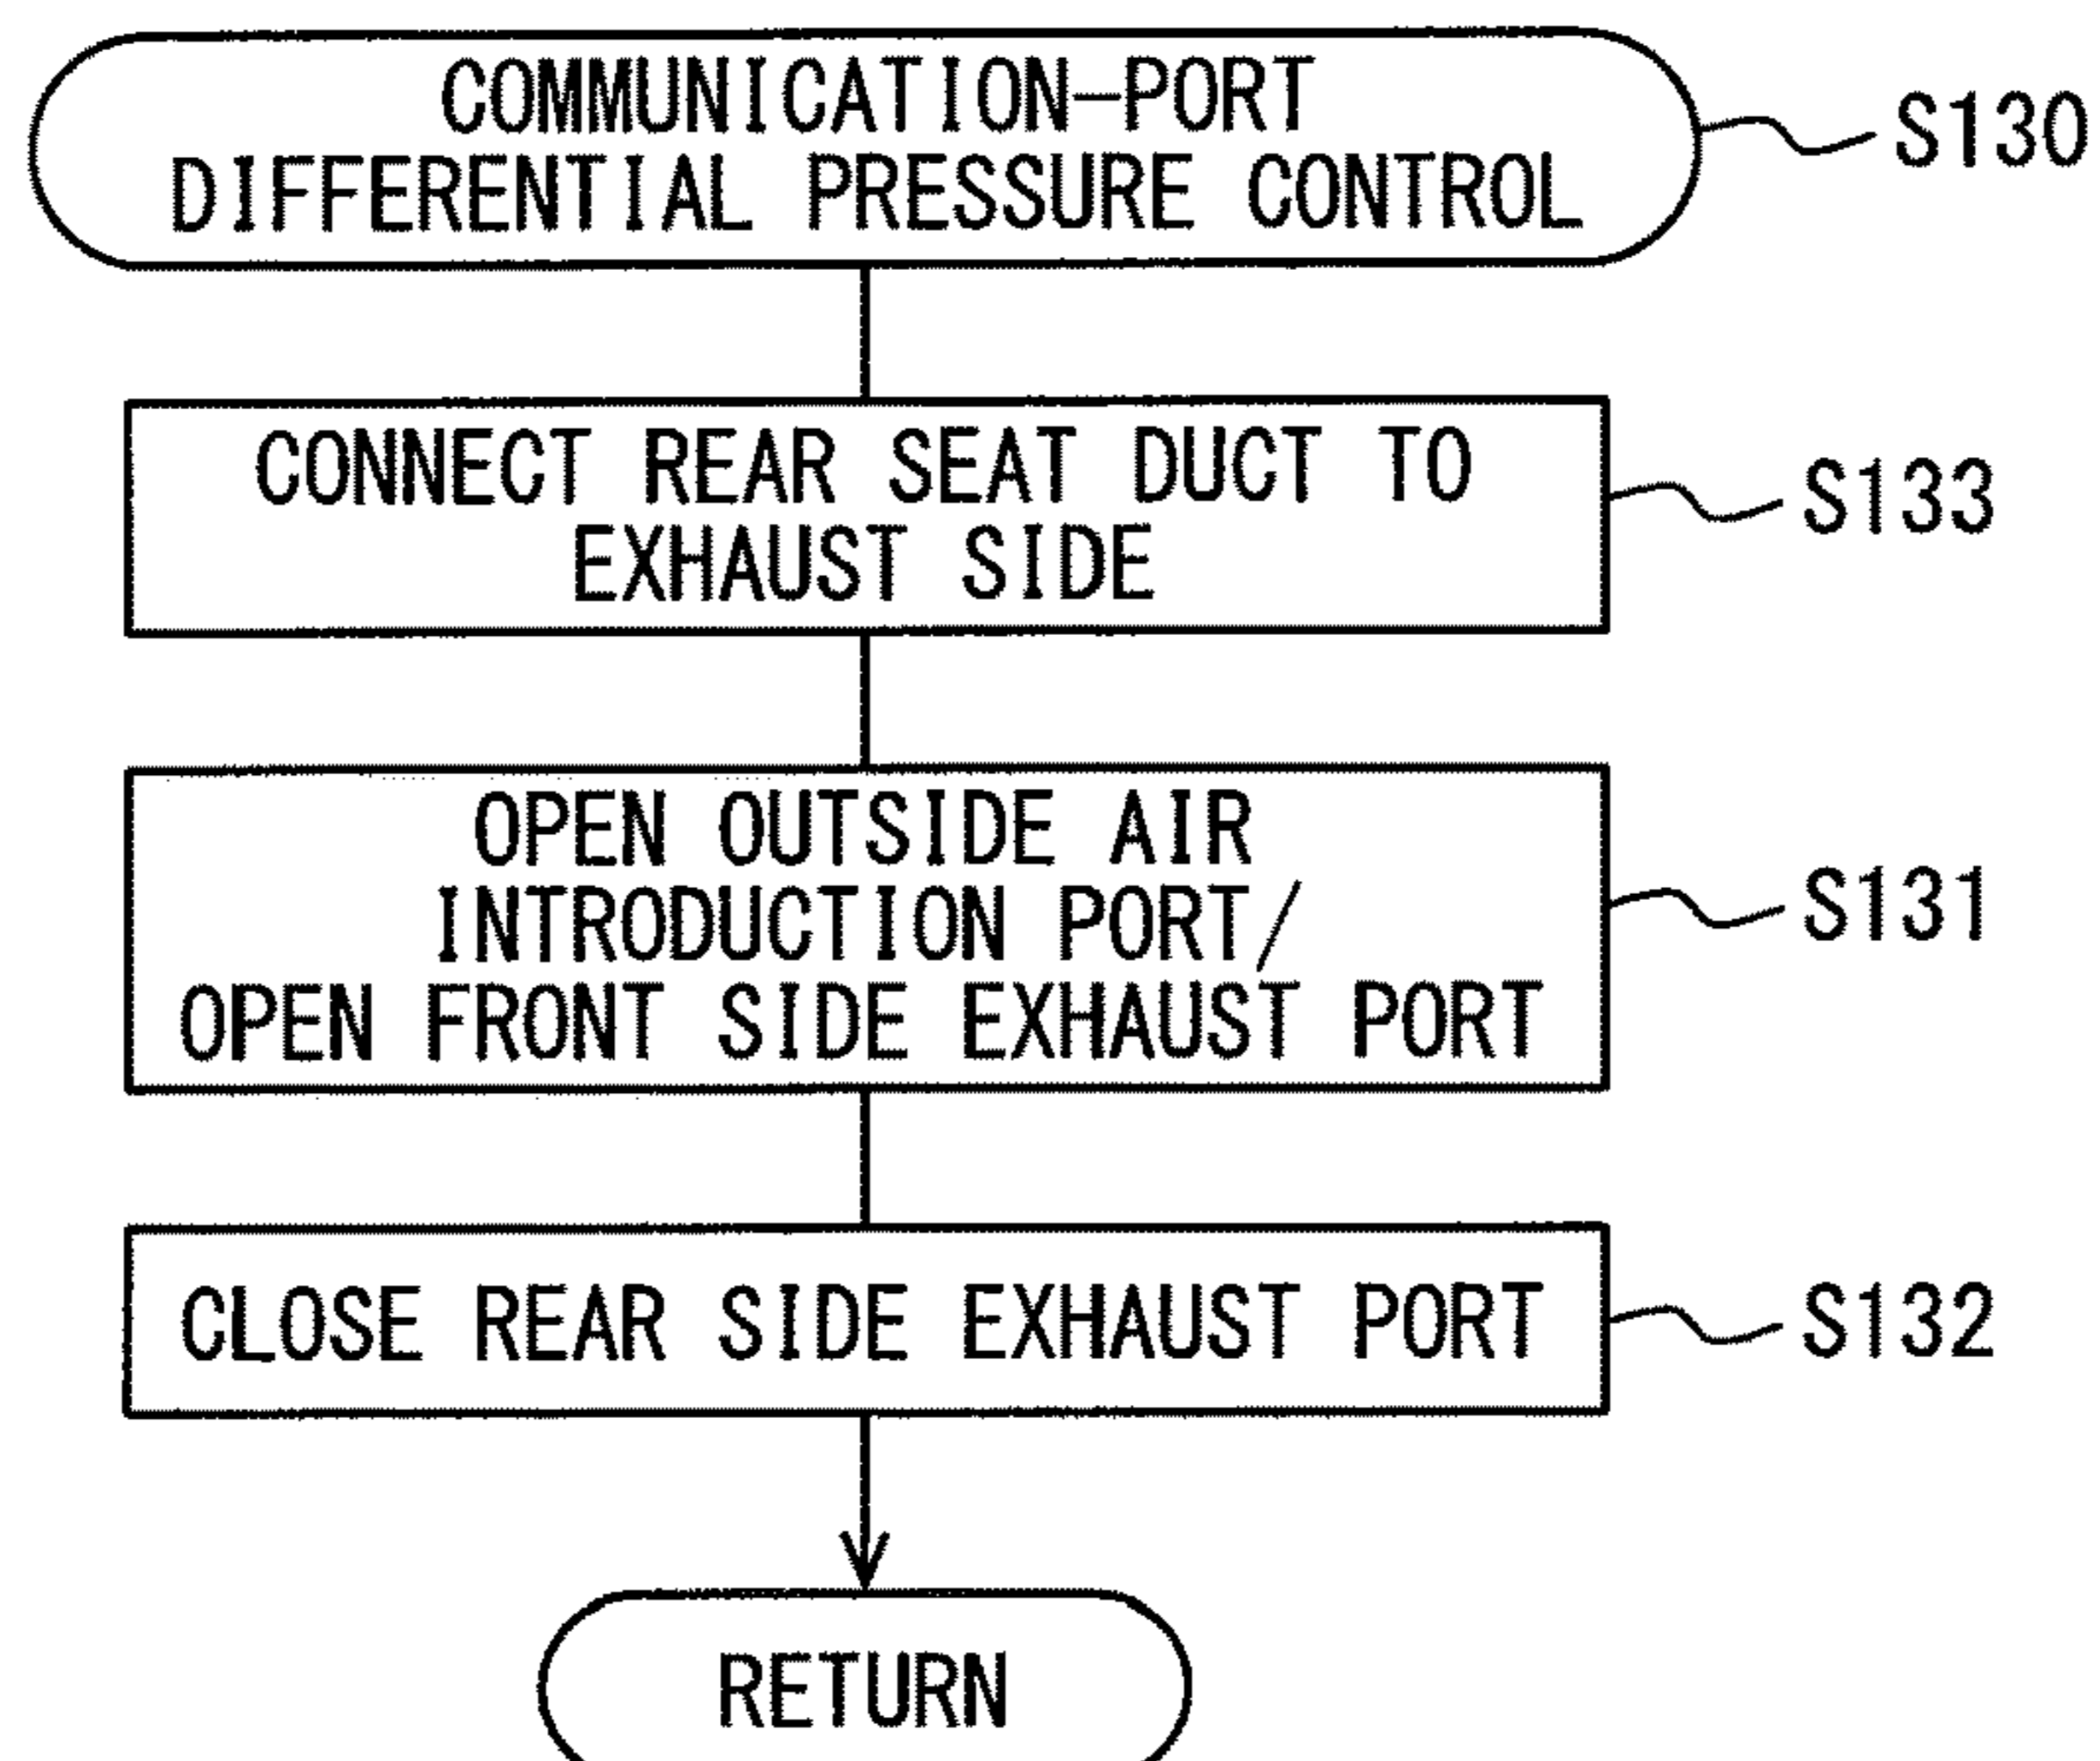 COMMUNICATION-PORT
DIFFERENTIAL PRESSURE CONTROL
S130
CONNECT REAR SEAT DUCT TO
EXHAUST SIDE
S133
OPEN OUTSIDE AIR
INTRODUCTION PORT/
OPEN FRONT SIDE EXHAUST PORT
S131
CLOSE REAR SIDE EXHAUST PORT
S132
RETURN